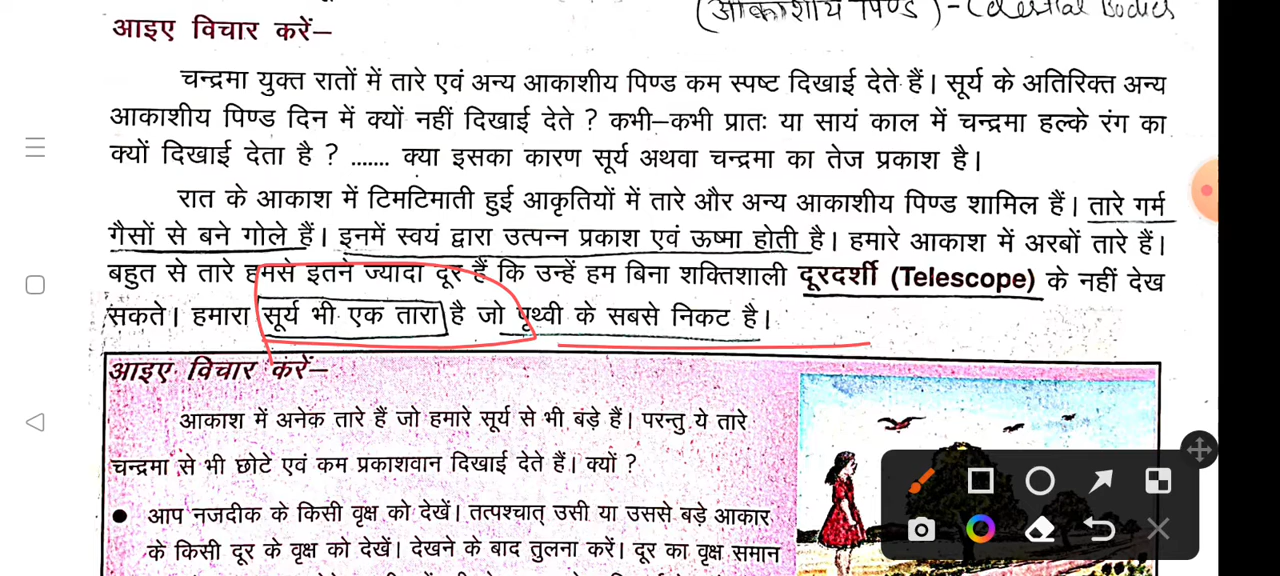 (आकाशीय पिण्ड) - Celestial Bodies
आइए विचार करें–
चन्द्रमा युक्त रातों में तारे एवं अन्य आकाशीय पिण्ड कम स्पष्ट दिखाई देते हैं। सूर्य के अतिरिक्त अन्य
आकाशीय पिण्ड दिन में क्यों नहीं दिखाई देते ? कभी–कभी प्रातः या सायं काल में चन्द्रमा हल्के रंग का
क्यों दिखाई देता है ? ....... क्या इसका कारण सूर्य अथवा चन्द्रमा का तेज प्रकाश है।
रात के आकाश में टिमटिमाती हुई आकृतियों में तारे और अन्य आकाशीय पिण्ड शामिल हैं। तारे गर्म
गैसों से बने गोले हैं। इनमें स्वयं द्वारा उत्पन्न प्रकाश एवं ऊष्मा होती है। हमारे आकाश में अरबों तारे हैं।
बहुत से तारे हमसे इतने ज्यादा दूर हैं कि उन्हें हम बिना शक्तिशाली दूरदर्शी (Telescope) के नहीं देख
सकते। हमारा सूर्य भी एक तारा है जो पृथ्वी के सबसे निकट है।
आइए विचार करें–
आकाश में अनेक तारे हैं जो हमारे सूर्य से भी बड़े हैं। परन्तु ये तारे
चन्द्रमा से भी छोटे एवं कम प्रकाशवान दिखाई देते हैं। क्यों ?
● आप नजदीक के किसी वृक्ष को देखें। तत्पश्चात् उसी या उससे बड़े आकार
के किसी दूर के वृक्ष को देखें। देखने के बाद तुलना करें। दूर का वृक्ष समान